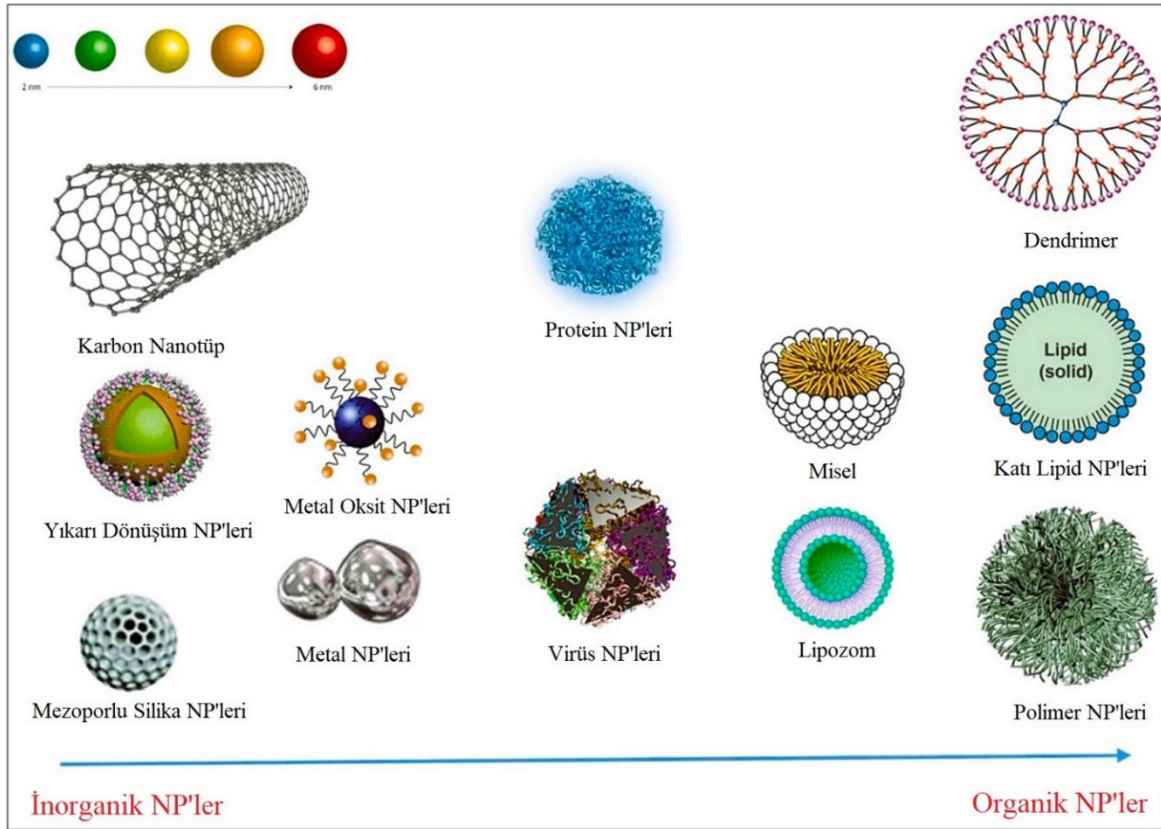 2 nm
6 nm
Dendrimer
Karbon Nanotüp
Protein NP'leri
Lipid
(solid)
Misel
Katı Lipid NP'leri
Yıkarı Dönüşüm NP'leri
Metal Oksit NP'leri
Metal NP'leri
Virüs NP'leri
Lipozom
Mezoporlu Silika NP'leri
Polimer NP'leri
İnorganik NP'ler
Organik NP'ler